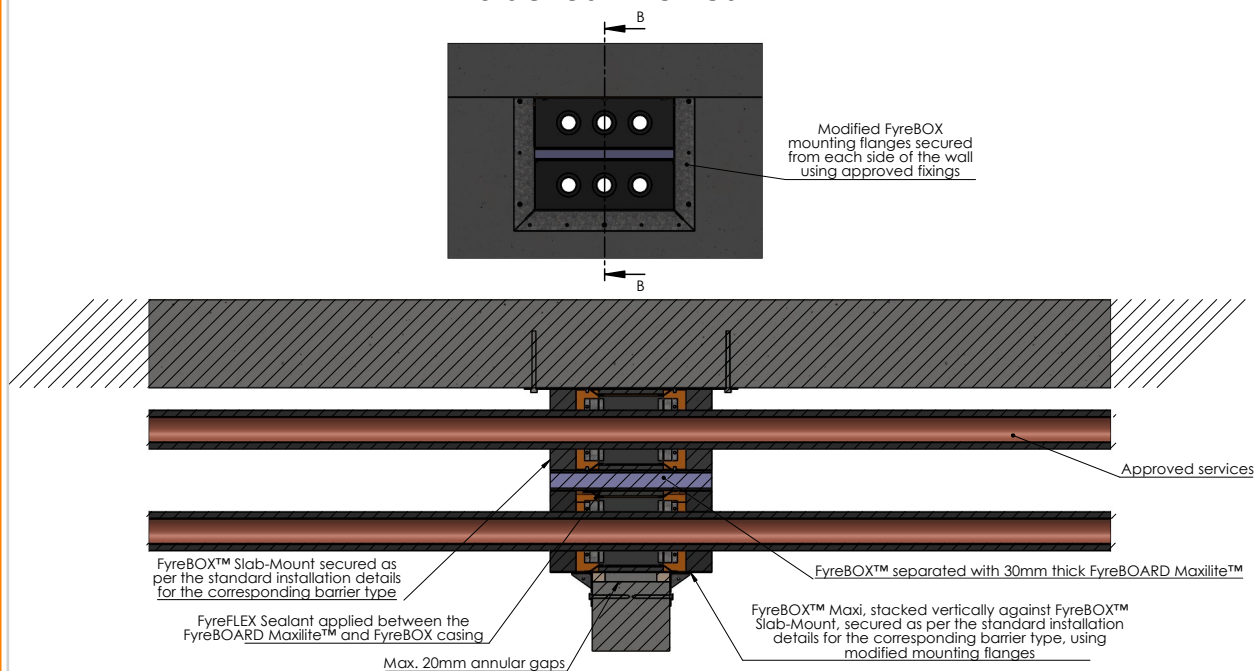 B
Modified FyreBOX
mounting flanges secured
from each side of the wall
using approved fixings
B
Approved services
FyreBOX™ Slab-Mount secured as
per the standard installation details
for the corresponding barrier type
FyreBOX™ separated with 30mm thick FyreBOARD Maxilite™
FyreFLEX Sealant applied between the
FyreBOARD Maxilite™ and FyreBOX casing
FyreBOX™ Maxi, stacked vertically against FyreBOX™
Slab-Mount, secured as per the standard installation
details for the corresponding barrier type, using
modified mounting flanges
Max. 20mm annular gaps